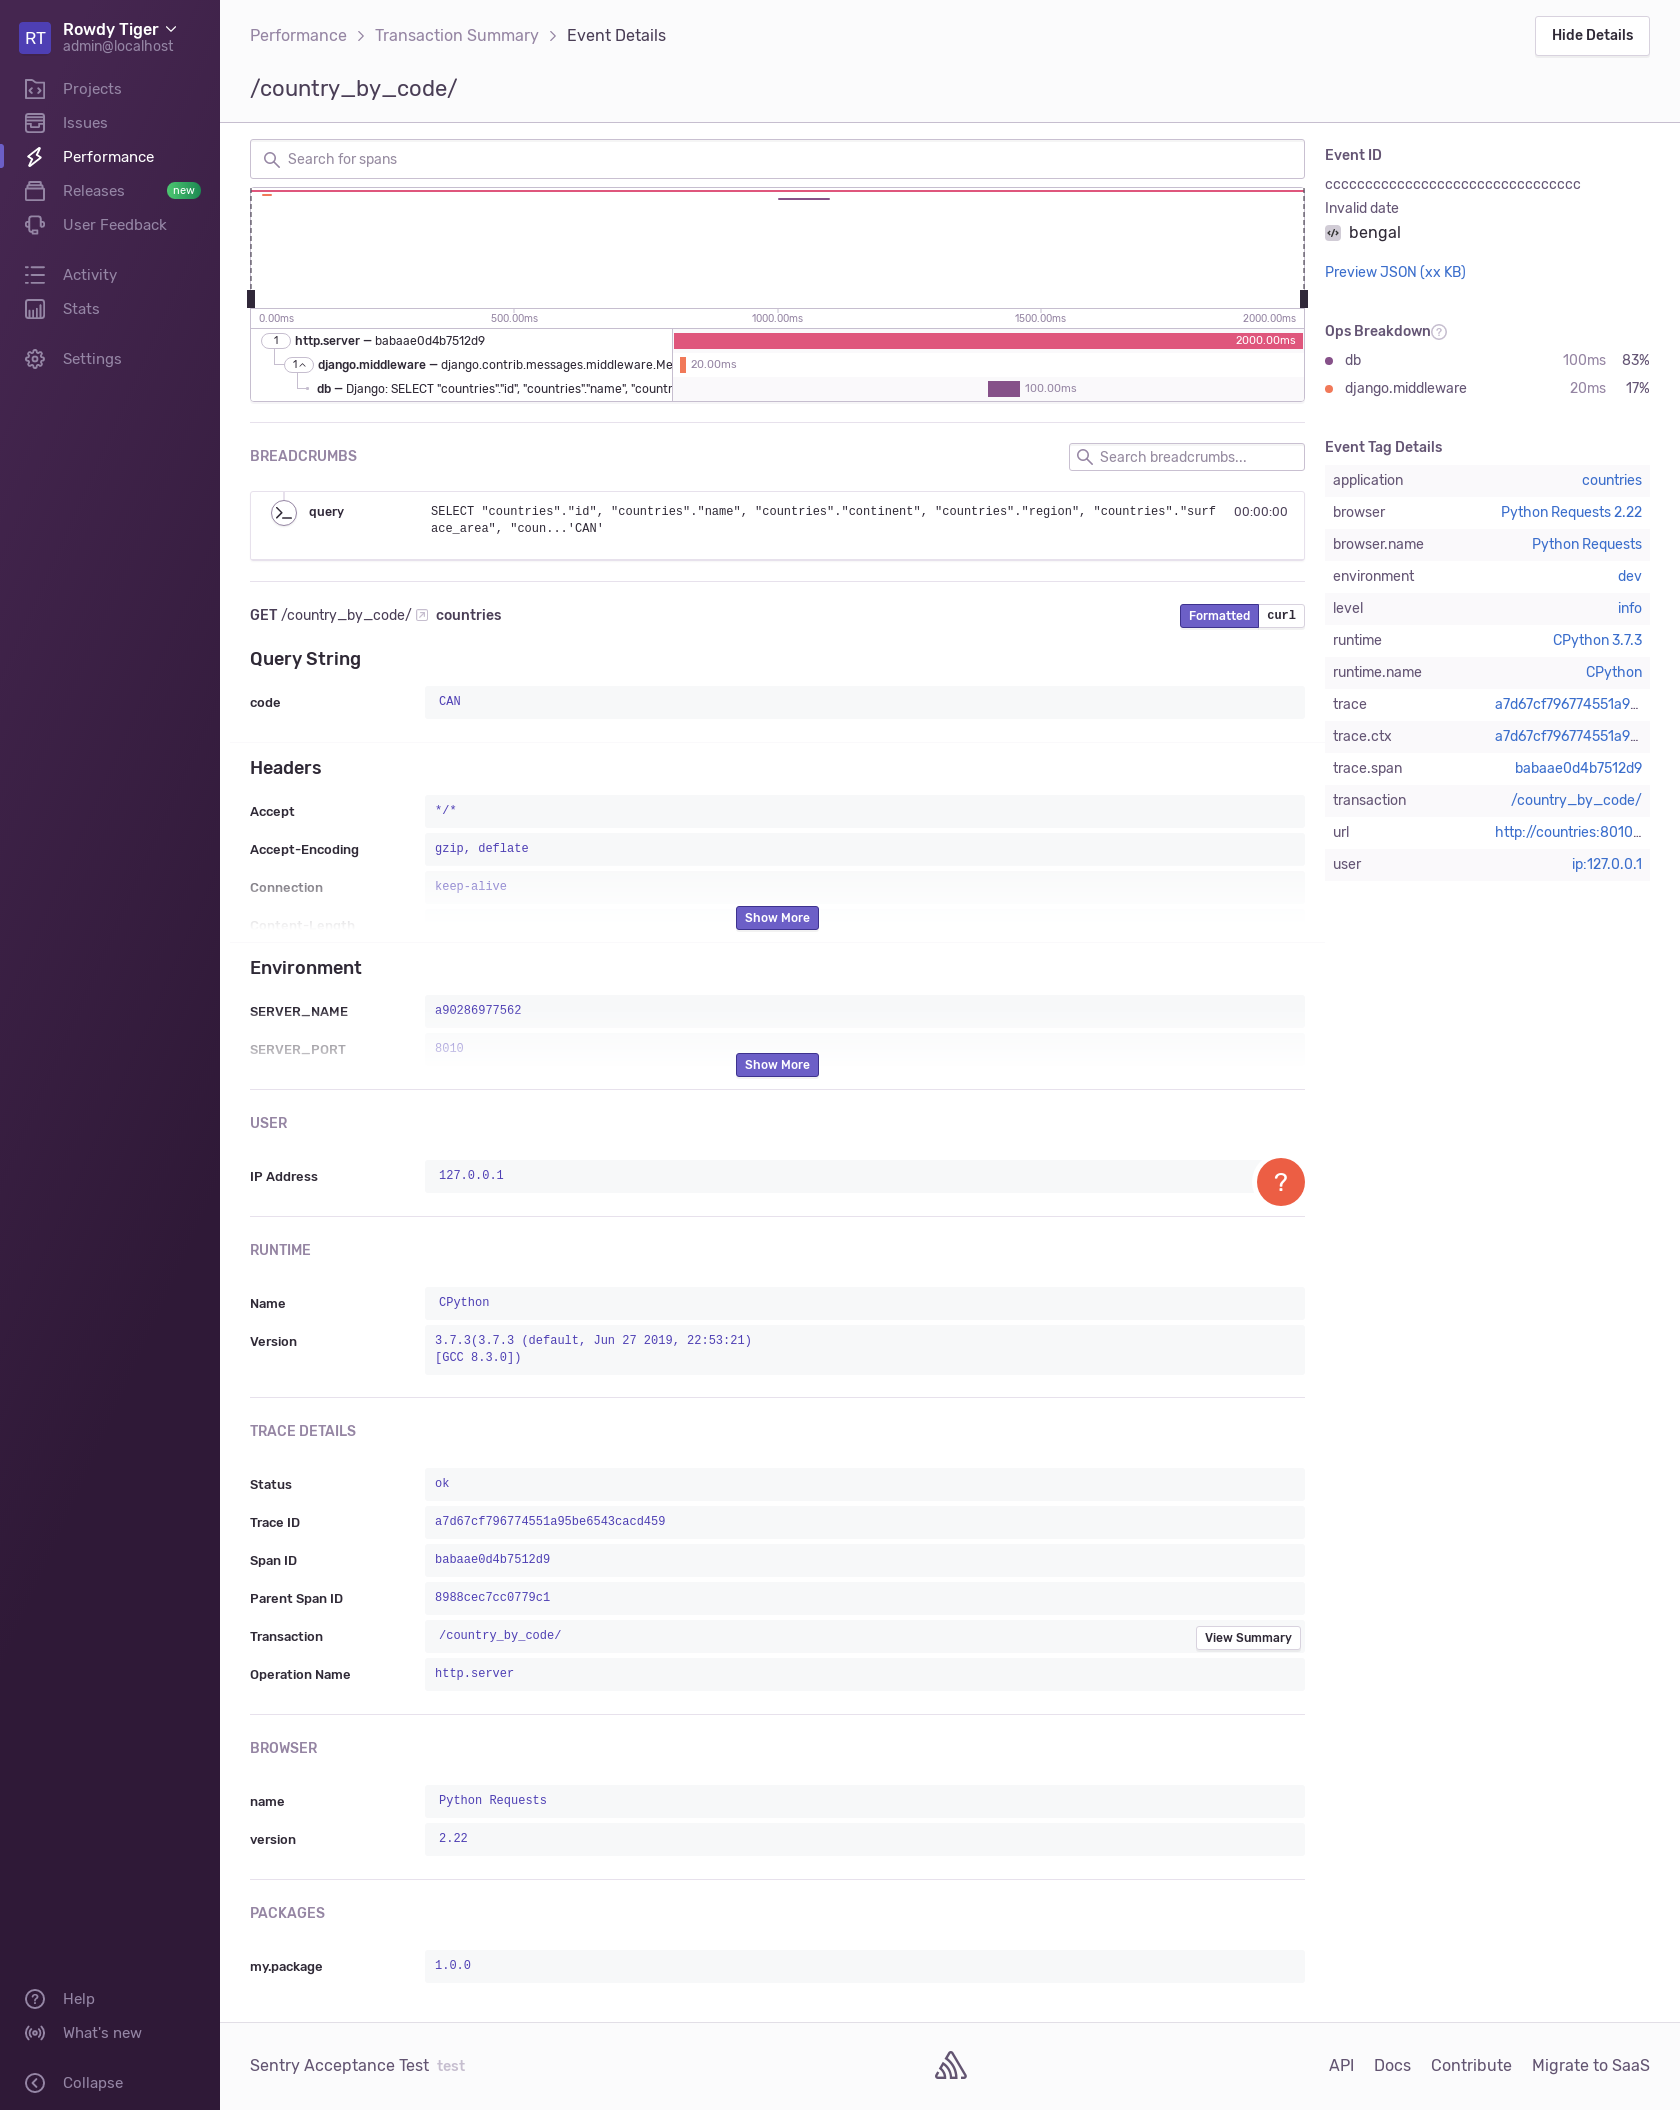 RT
Rowdy Tiger
admin@localhost
Projects
Issues
Performance
Releases new
User Feedback
Activity
Stats
Settings
Help
What's new
Collapse
Performance > Transaction Summary > Event Details
Hide Details
/country_by_code/
Search for spans
0.00ms 500.00ms 1000.00ms 1500.00ms 2000.00ms
1 http.server — babaae0d4b7512d9 2000.00ms
1 django.middleware — django.contrib.messages.middleware.Me 20.00ms
db — Django: SELECT "countries"."id", "countries"."name", "countr 100.00ms
BREADCRUMBS
Search breadcrumbs...
query
SELECT "countries"."id", "countries"."name", "countries"."continent", "countries"."region", "countries"."surf
ace_area", "coun...'CAN'
00:00:00
GET /country_by_code/ countries
Formatted curl
Query String
code CAN
Headers
Accept */*
Accept-Encoding gzip, deflate
Connection keep-alive
Content-Length
Show More
Environment
SERVER_NAME a90286977562
SERVER_PORT 8010
Show More
USER
IP Address 127.0.0.1
?
RUNTIME
Name CPython
Version 3.7.3(3.7.3 (default, Jun 27 2019, 22:53:21)
[GCC 8.3.0])
TRACE DETAILS
Status ok
Trace ID a7d67cf796774551a95be6543cacd459
Span ID babaae0d4b7512d9
Parent Span ID 8988cec7cc0779c1
Transaction /country_by_code/ View Summary
Operation Name http.server
BROWSER
name Python Requests
version 2.22
PACKAGES
my.package 1.0.0
Event ID
cccccccccccccccccccccccccccccccc
Invalid date
bengal
Preview JSON (xx KB)
Ops Breakdown ?
db 100ms 83%
django.middleware 20ms 17%
Event Tag Details
application countries
browser Python Requests 2.22
browser.name Python Requests
environment dev
level info
runtime CPython 3.7.3
runtime.name CPython
trace a7d67cf796774551a9...
trace.ctx a7d67cf796774551a9...
trace.span babaae0d4b7512d9
transaction /country_by_code/
url http://countries:8010...
user ip:127.0.0.1
Sentry Acceptance Test test
API Docs Contribute Migrate to SaaS